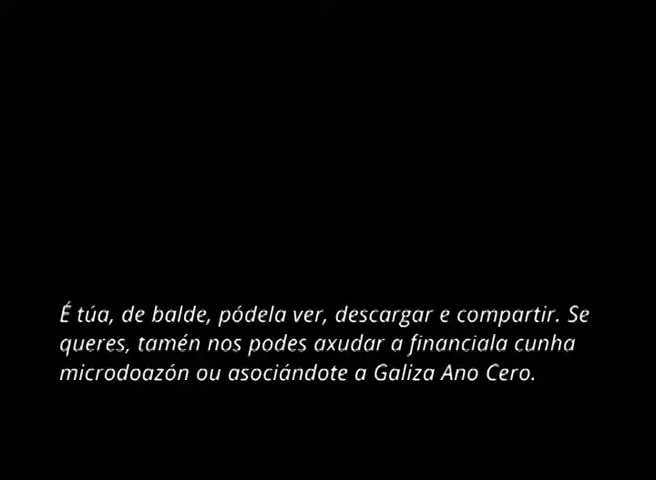 É túa, de balde, pódela ver, descargar e compartir. Se
queres, tamén nos podes axudar a financiala cunha
microdoazón ou asociándote a Galiza Ano Cero.